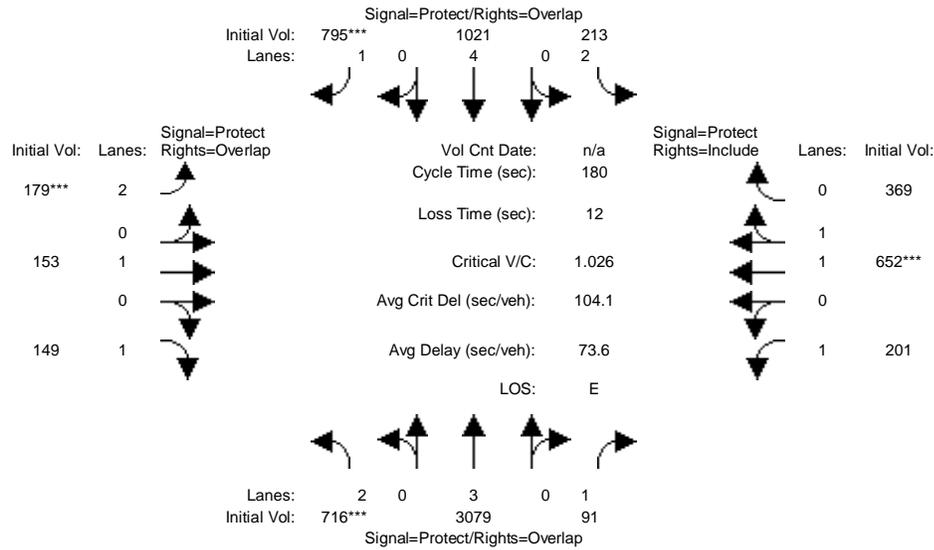 Signal=Protect/Rights=Overlap
Initial Vol: 795*** 1021 213
Lanes: 1 0 4 0 2
Signal=Protect
Rights=Overlap
Initial Vol: Lanes:
179*** 2
0
153 1
0
149 1
Vol Cnt Date: n/a
Cycle Time (sec): 180
Loss Time (sec): 12
Critical V/C: 1.026
Avg Crit Del (sec/veh): 104.1
Avg Delay (sec/veh): 73.6
LOS: E
Signal=Protect
Rights=Include
Lanes: Initial Vol:
0 369
1
1 652***
0
1 201
Lanes: 2 0 3 0 1
Initial Vol: 716*** 3079 91
Signal=Protect/Rights=Overlap